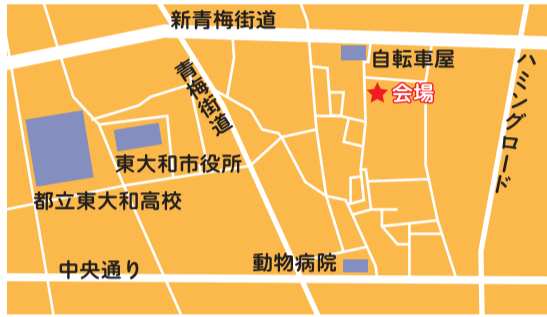 新青梅街道
自転車屋
会場
青梅街道
ハミングロード
東大和市役所
都立東大和高校
動物病院
中央通り